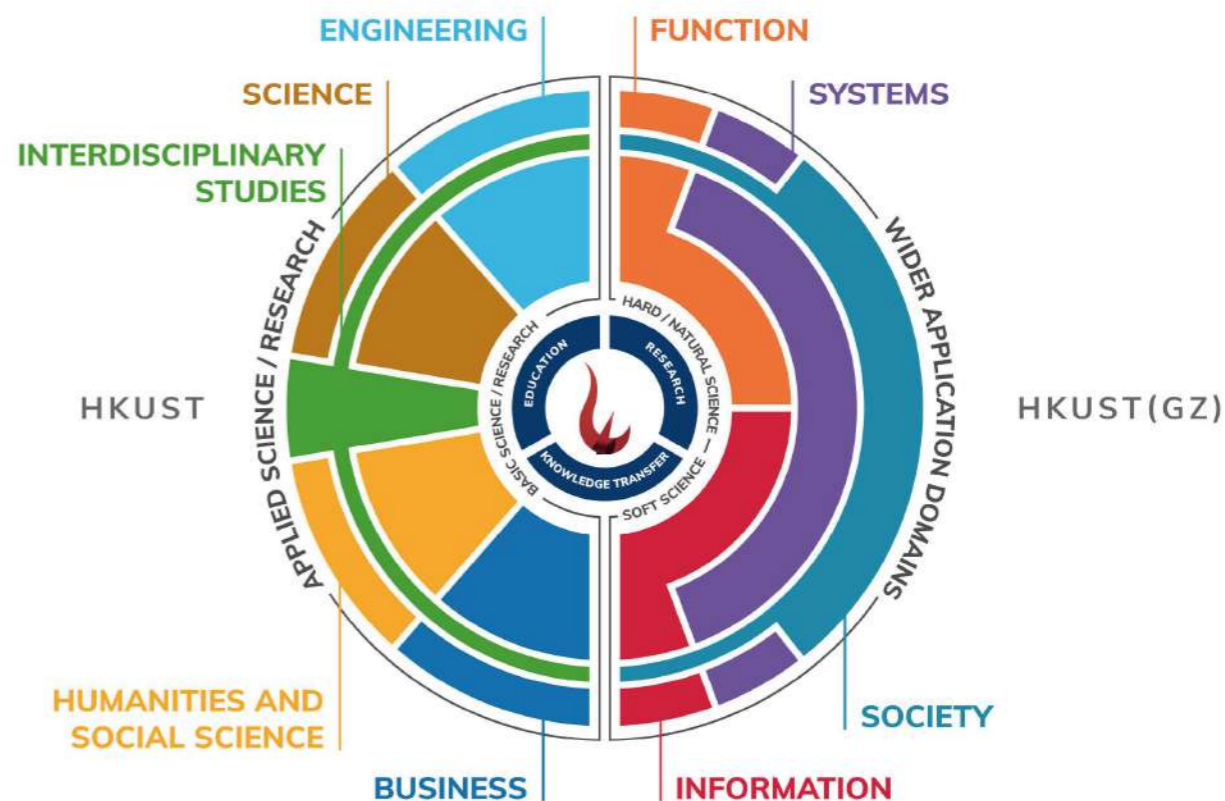 ENGINEERING
FUNCTION
SCIENCE
SYSTEMS
INTERDISCIPLINARY
STUDIES
APPLIED SCIENCE / RESEARCH
WIDER APPLICATION DOMAINS
BASIC SCIENCE / RESEARCH
HARD / NATURAL SCIENCE
SOFT SCIENCE
EDUCATION
RESEARCH
KNOWLEDGE TRANSFER
HKUST
HKUST(GZ)
HUMANITIES AND
SOCIAL SCIENCE
SOCIETY
BUSINESS
INFORMATION